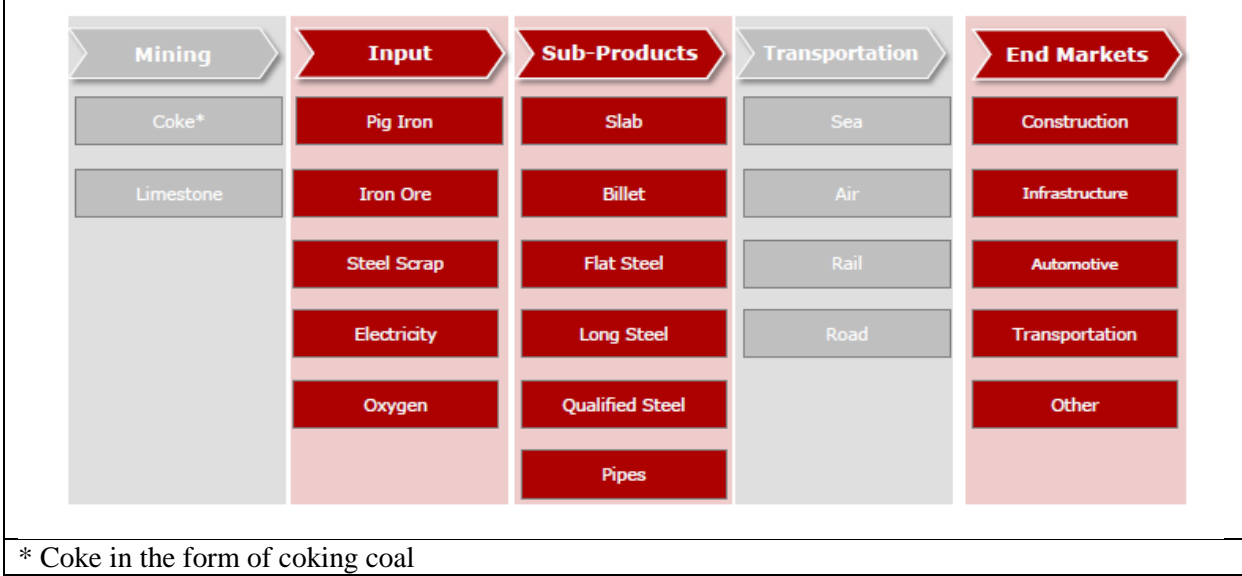 Mining
Input
Sub-Products
Transportation
End Markets
Coke*
Pig Iron
Slab
Sea
Construction
Limestone
Iron Ore
Billet
Air
Infrastructure
Steel Scrap
Flat Steel
Rail
Automotive
Electricity
Long Steel
Road
Transportation
Oxygen
Qualified Steel
Other
Pipes
* Coke in the form of coking coal